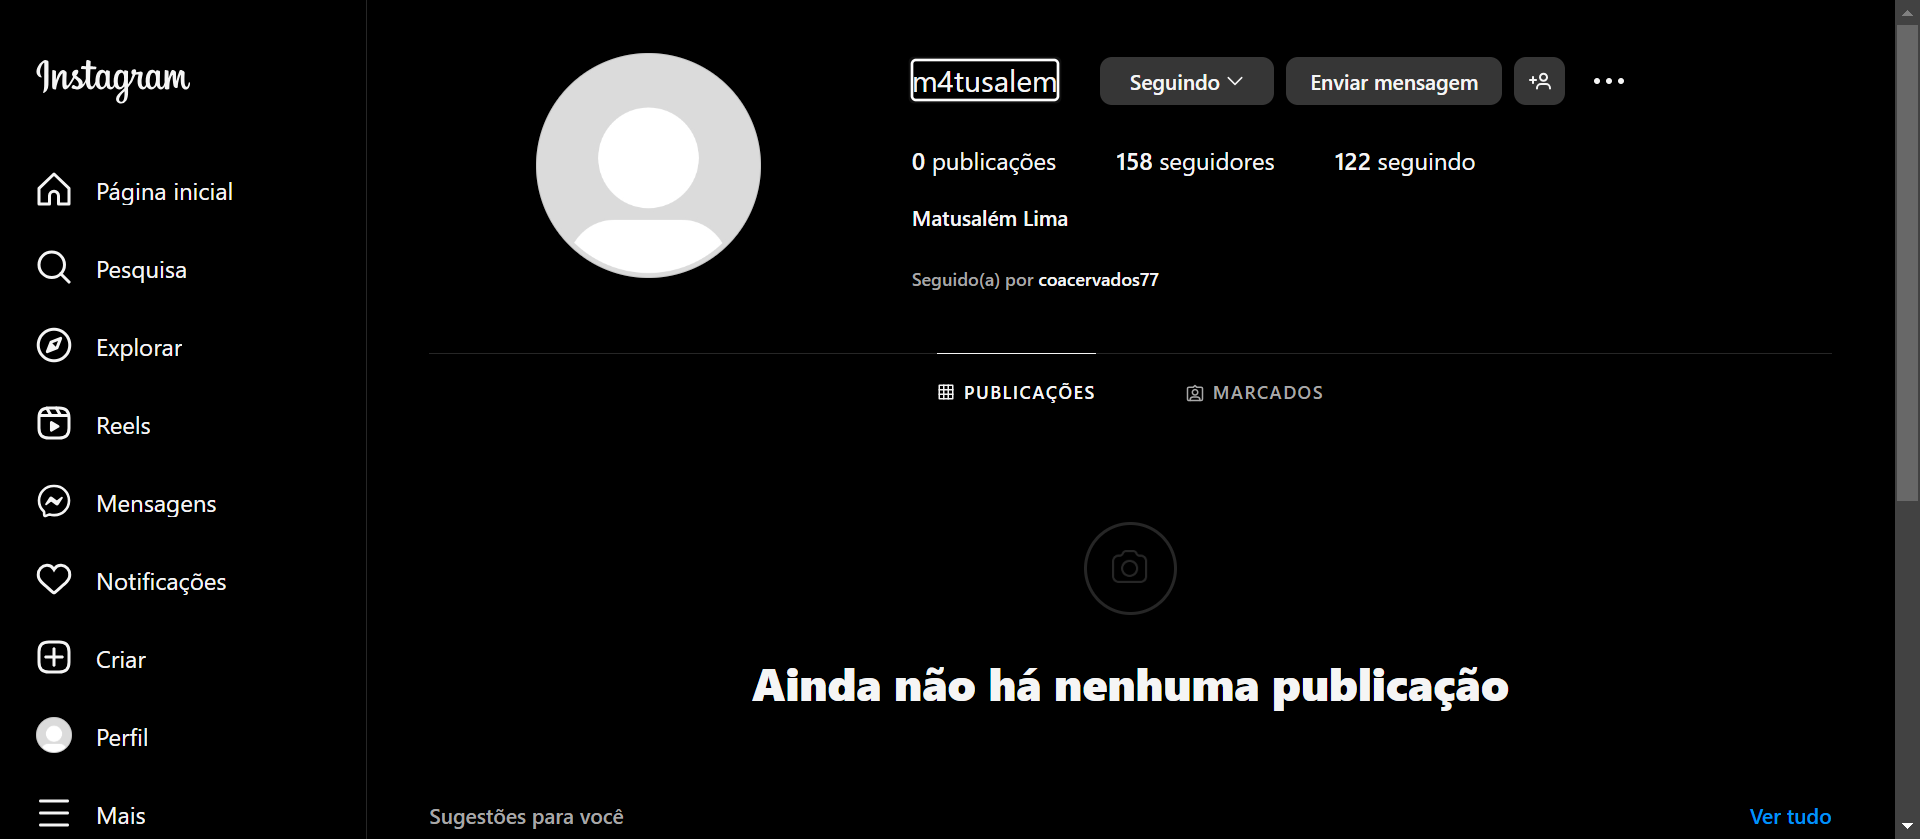 Instagram
Página inicial
Pesquisa
Explorar
Reels
Mensagens
Notificações
Criar
Perfil
Mais
m4tusalem
Seguindo
Enviar mensagem
0 publicações 158 seguidores 122 seguindo
Matusalém Lima
Seguido(a) por coacervados77
PUBLICAÇÕES MARCADOS
Ainda não há nenhuma publicação
Sugestões para você Ver tudo